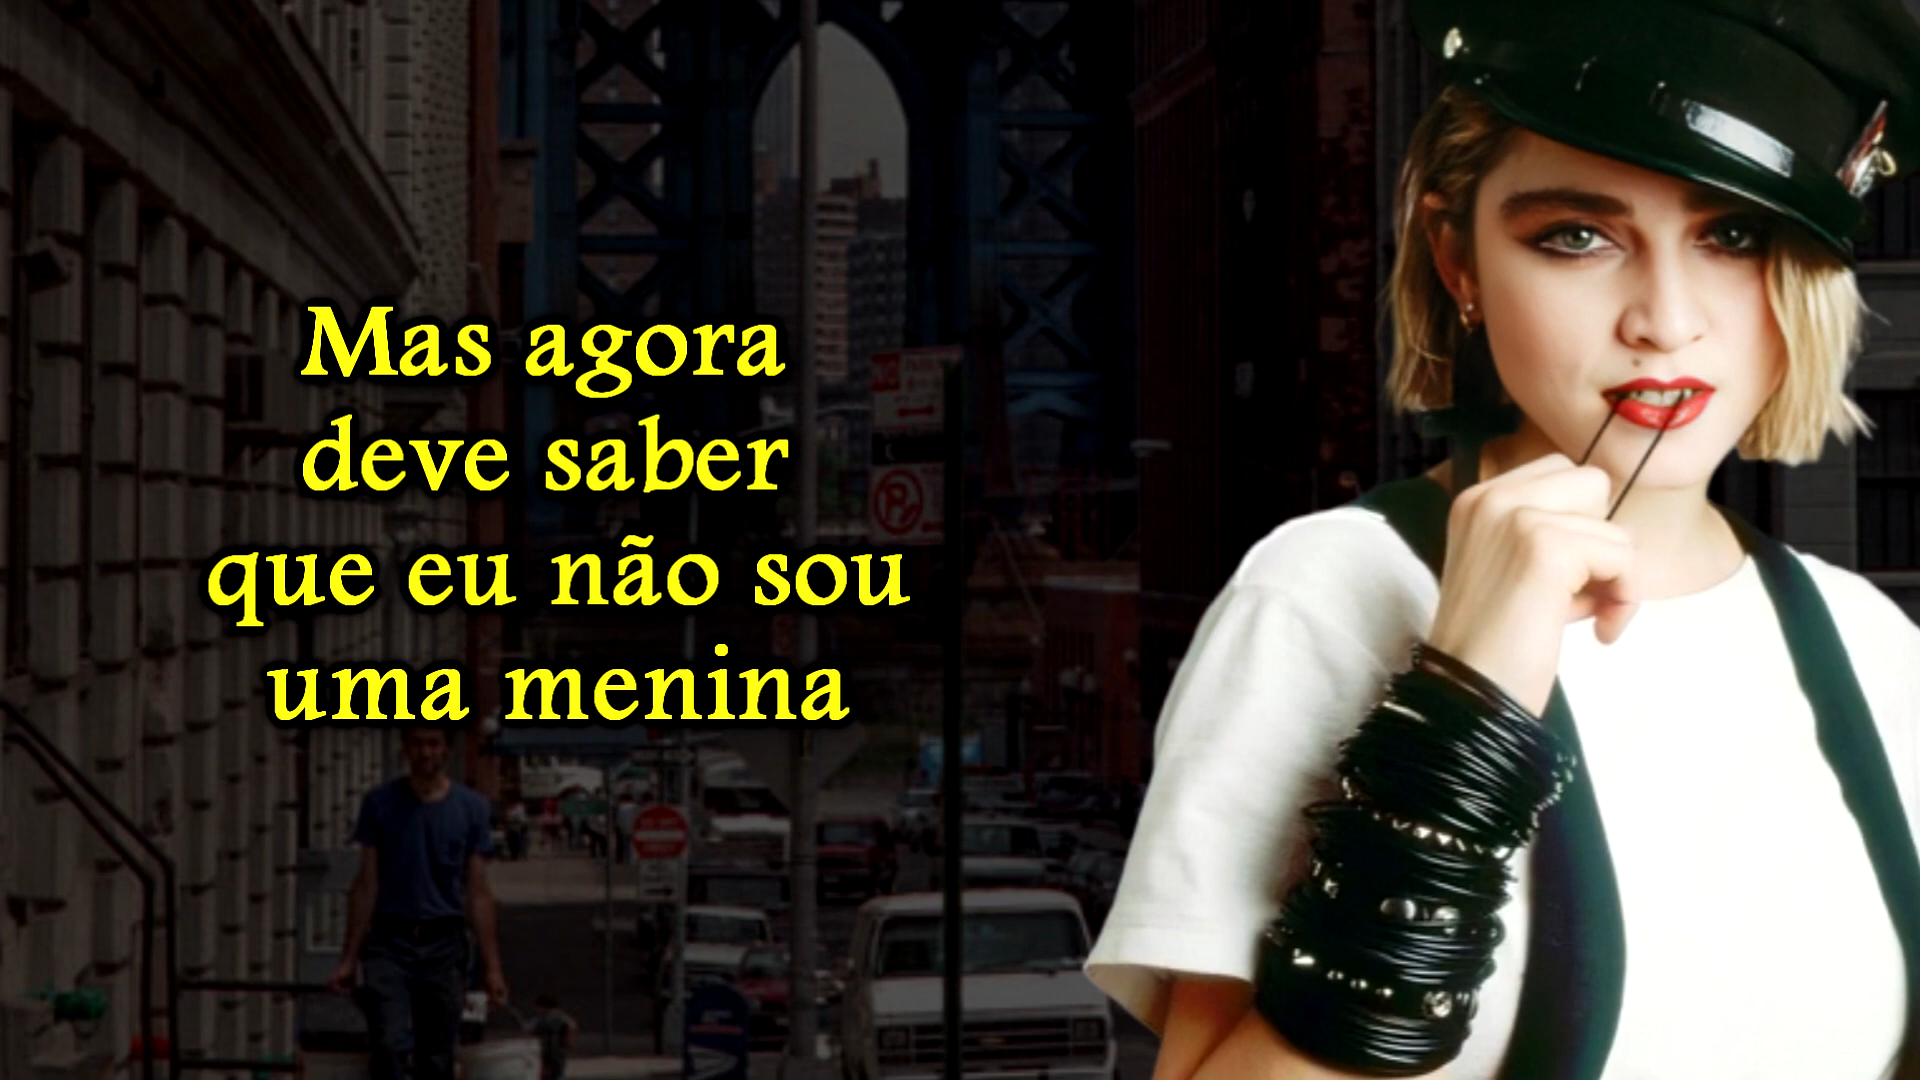 Mas agora
deve saber
que eu não sou
uma menina